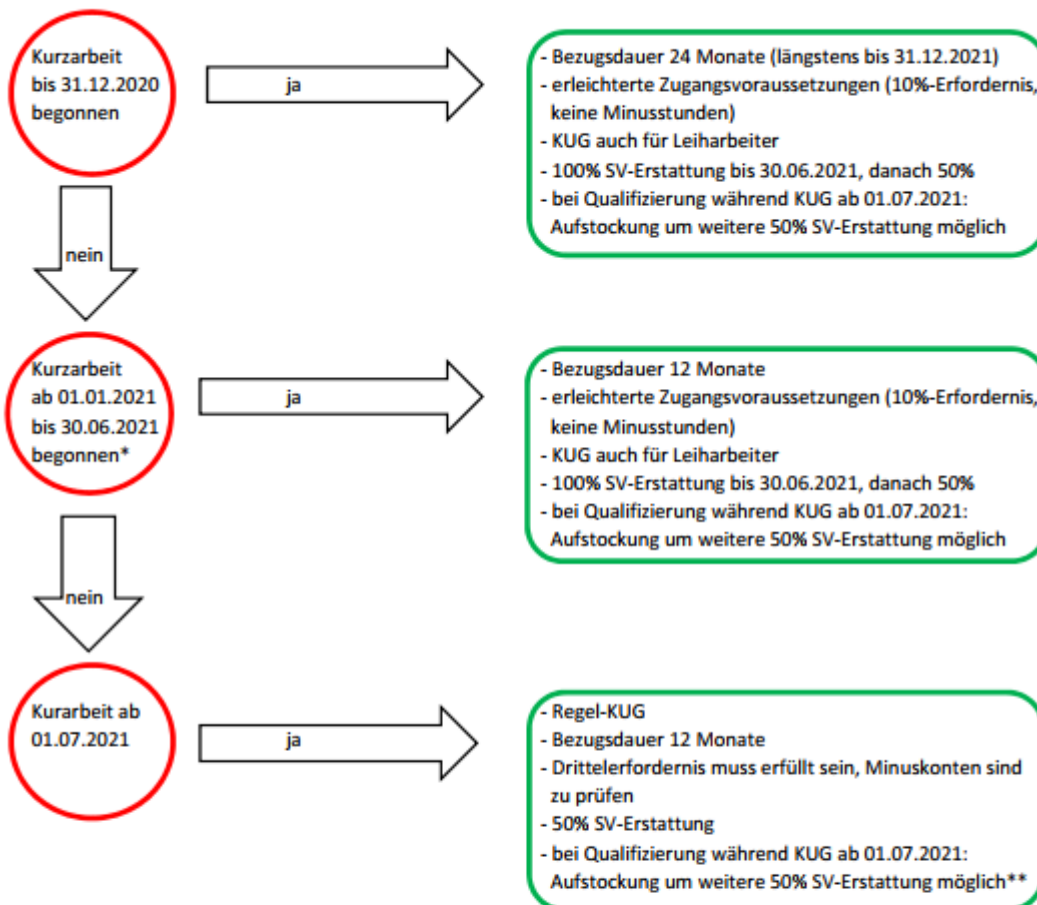 Kurzarbeit
bis 31.12.2020
begonnen
ja
- Bezugsdauer 24 Monate (längstens bis 31.12.2021)
- erleichterte Zugangsvoraussetzungen (10%-Erfordernis,
keine Minusstunden)
- KUG auch für Leiharbeiter
- 100% SV-Erstattung bis 30.06.2021, danach 50%
- bei Qualifizierung während KUG ab 01.07.2021:
Aufstockung um weitere 50% SV-Erstattung möglich
nein
Kurzarbeit
ab 01.01.2021
bis 30.06.2021
begonnen*
ja
- Bezugsdauer 12 Monate
- erleichterte Zugangsvoraussetzungen (10%-Erfordernis,
keine Minusstunden)
- KUG auch für Leiharbeiter
- 100% SV-Erstattung bis 30.06.2021, danach 50%
- bei Qualifizierung während KUG ab 01.07.2021:
Aufstockung um weitere 50% SV-Erstattung möglich
nein
Kurarbeit ab
01.07.2021
ja
- Regel-KUG
- Bezugsdauer 12 Monate
- Drittelerfordernis muss erfüllt sein, Minuskonten sind
zu prüfen
- 50% SV-Erstattung
- bei Qualifizierung während KUG ab 01.07.2021:
Aufstockung um weitere 50% SV-Erstattung möglich**